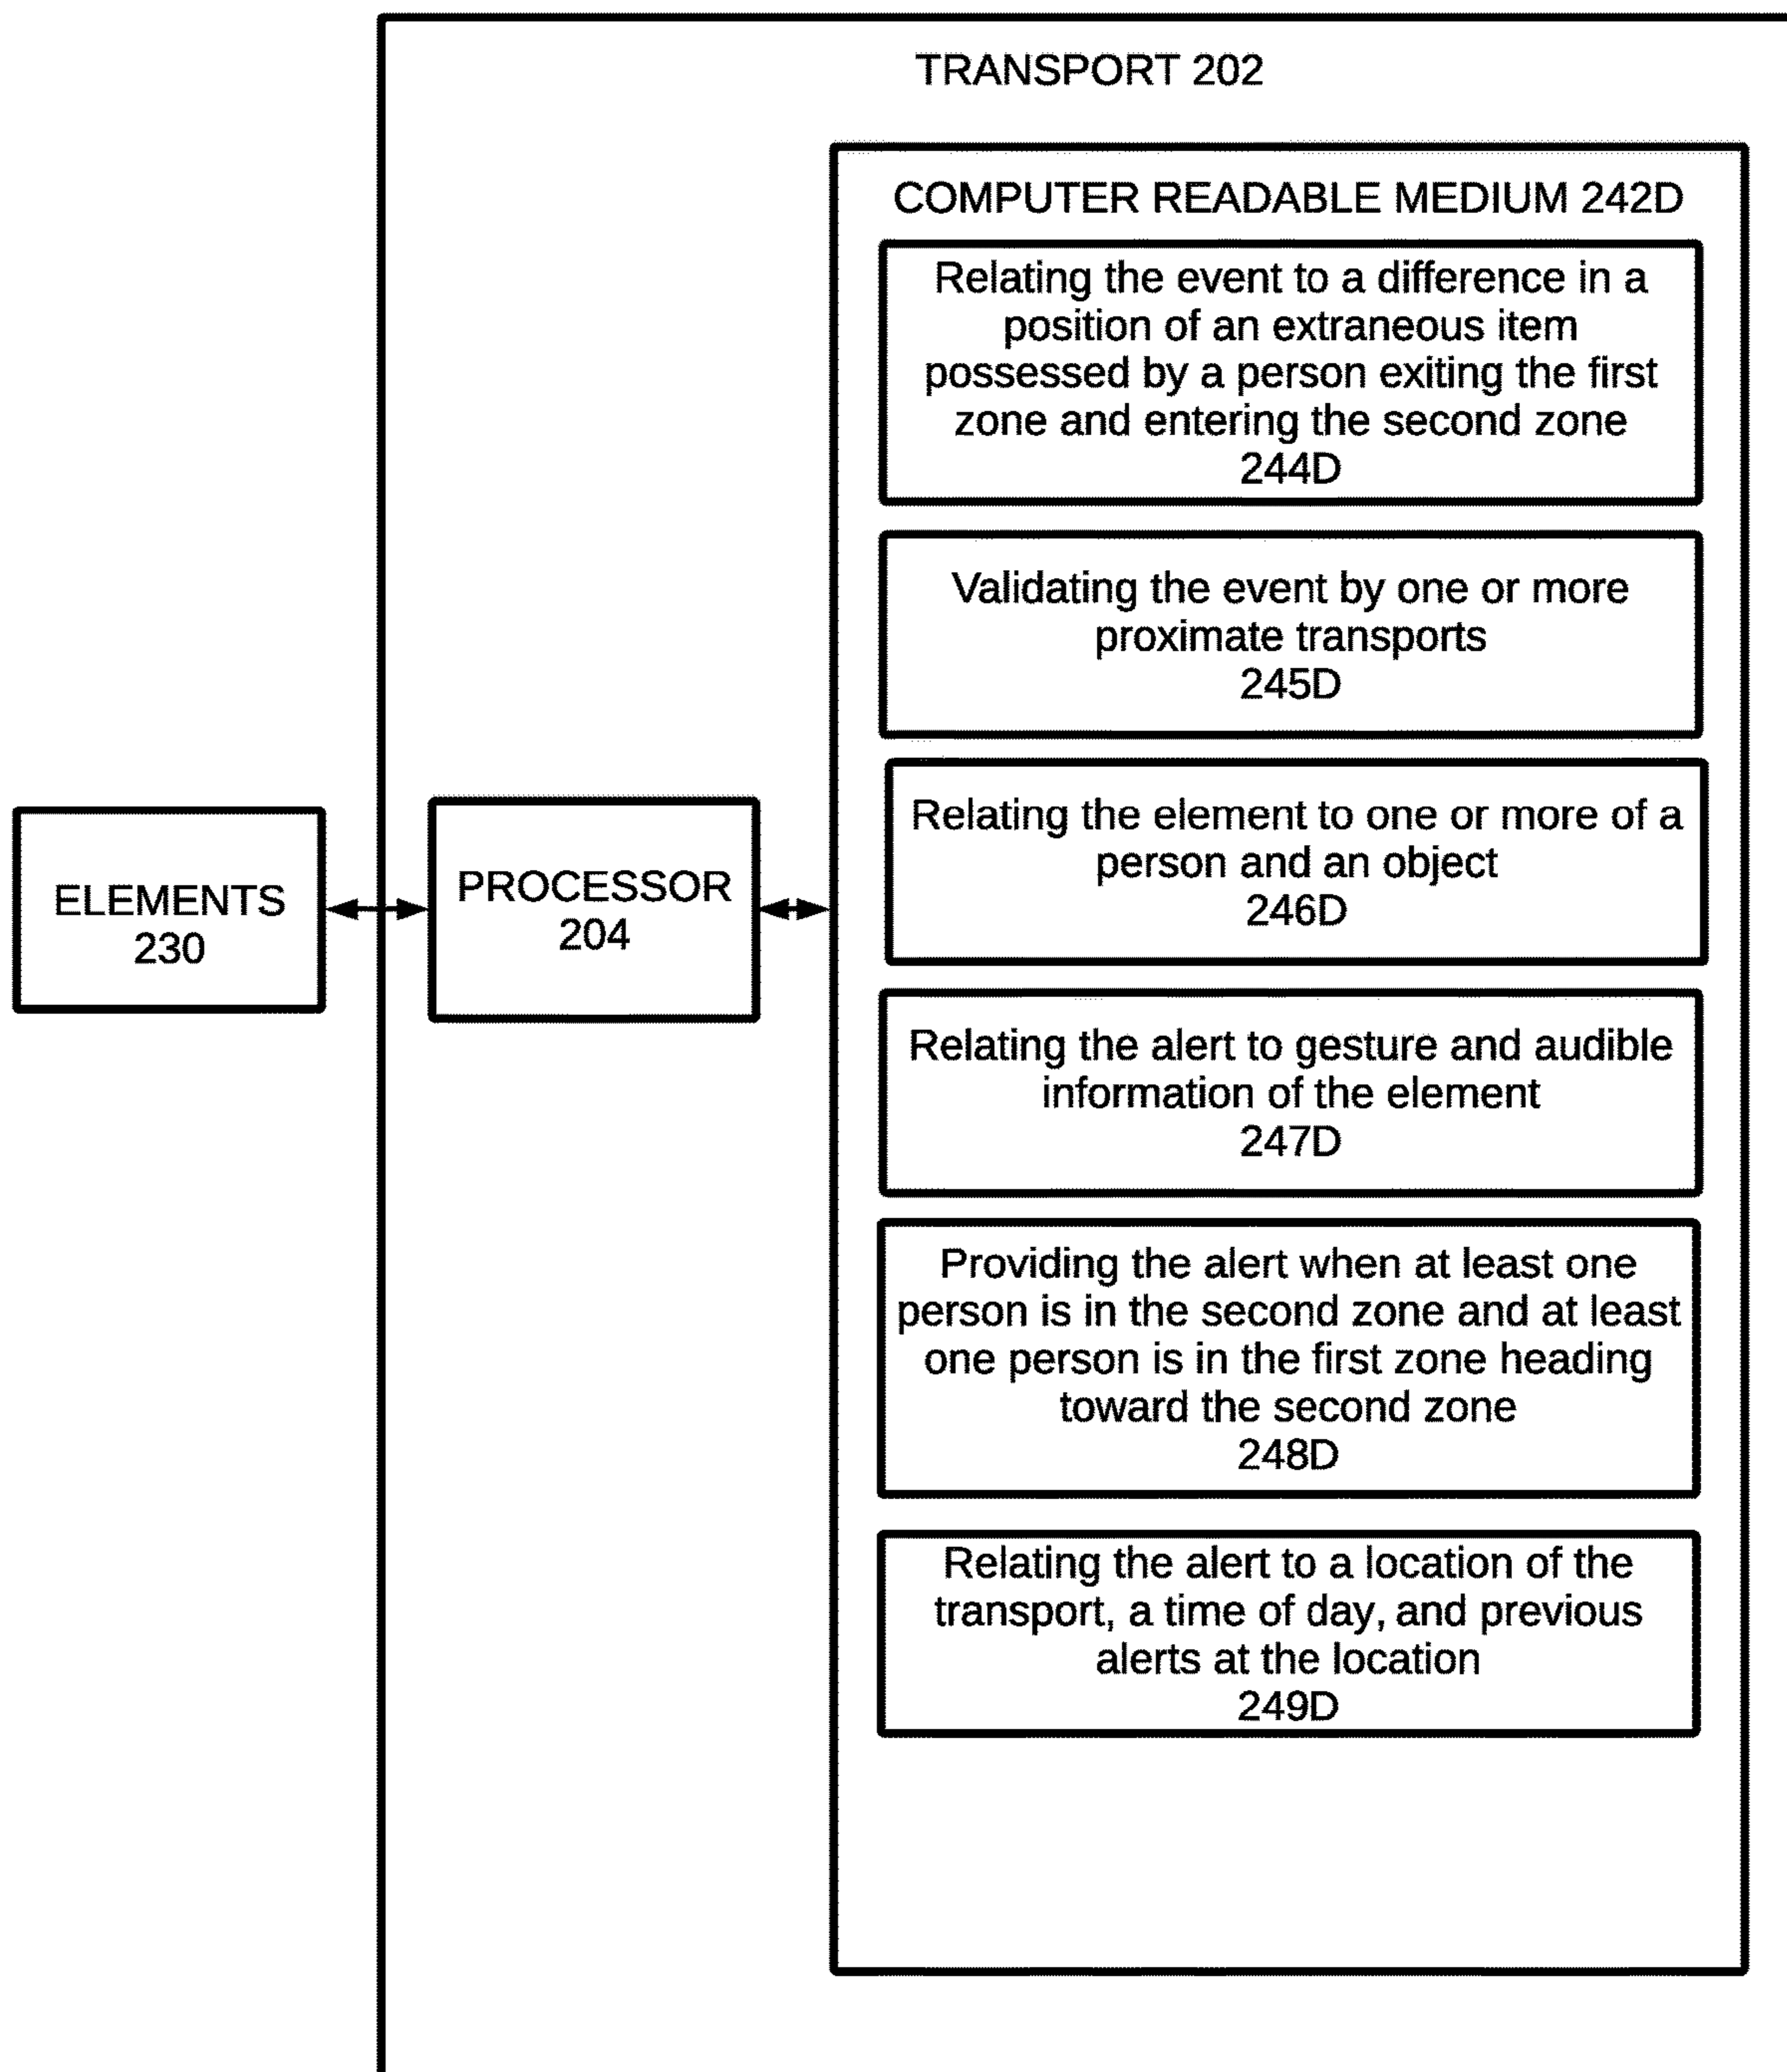 TRANSPORT 202
COMPUTER READABLE MEDIUM 242D
Relating the event to a difference in a
position of an extraneous item
possessed by a person exiting the first
zone and entering the second zone
244D
Validating the event by one or more
proximate transports
245D
Relating the element to one or more of a
person and an object
246D
ELEMENTS
230
PROCESSOR
204
Relating the alert to gesture and audible
information of the element
247D
Providing the alert when at least one
person is in the second zone and at least
one person is in the first zone heading
toward the second zone
248D
Relating the alert to a location of the
transport, a time of day, and previous
alerts at the location
249D